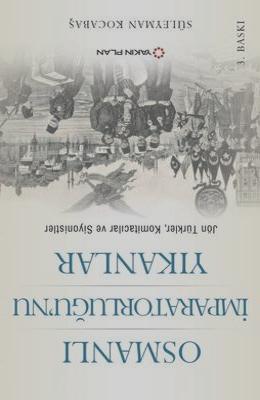 OSMANLI
İMPARATORLUĞU'NU
YIKANLAR
Jön Türkler, Komitacılar ve Siyonistler
3. BASKI
YAKIN PLAN
SÜLEYMAN KOCABAŞ